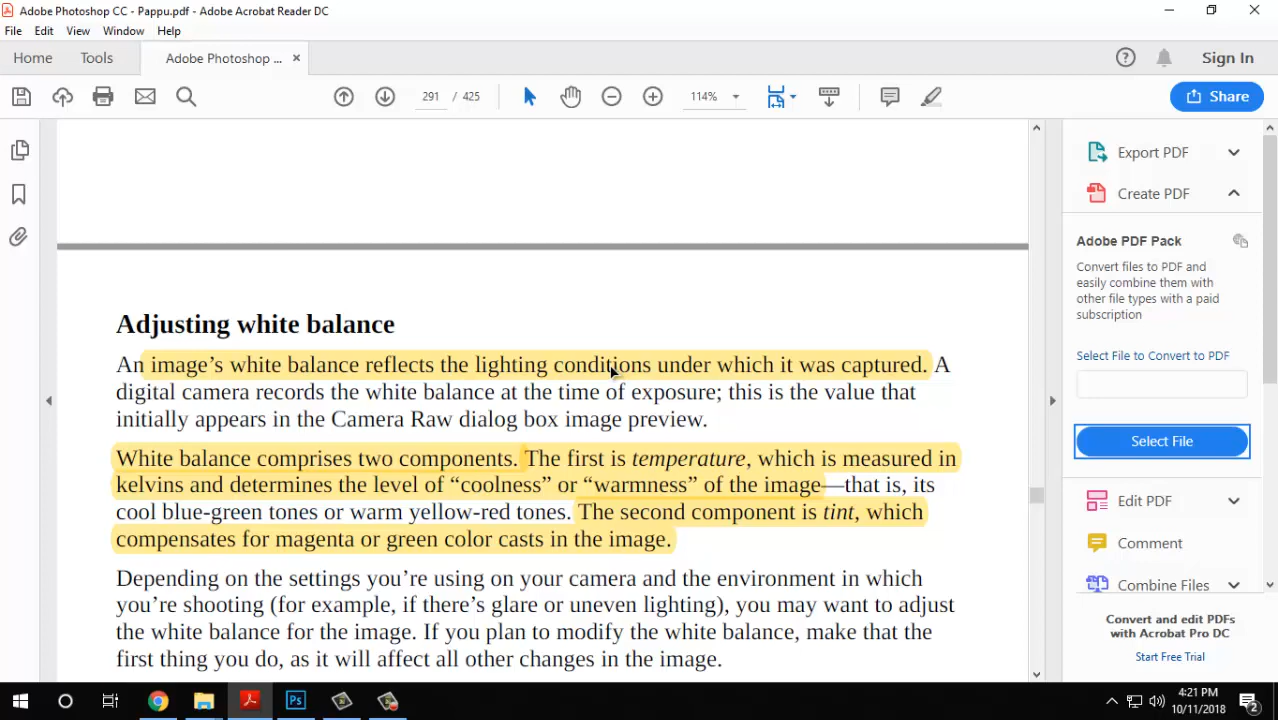 Adobe Photoshop CC - Pappu.pdf - Adobe Acrobat Reader DC
File Edit View Window Help
Home Tools Adobe Photoshop ... × Sign In
291 / 425 114% Share
Adjusting white balance
An image’s white balance reflects the lighting conditions under which it was captured. A
digital camera records the white balance at the time of exposure; this is the value that
initially appears in the Camera Raw dialog box image preview.
White balance comprises two components. The first is temperature, which is measured in
kelvins and determines the level of “coolness” or “warmness” of the image—that is, its
cool blue-green tones or warm yellow-red tones. The second component is tint, which
compensates for magenta or green color casts in the image.
Depending on the settings you’re using on your camera and the environment in which
you’re shooting (for example, if there’s glare or uneven lighting), you may want to adjust
the white balance for the image. If you plan to modify the white balance, make that the
first thing you do, as it will affect all other changes in the image.
Export PDF
Create PDF
Adobe PDF Pack
Convert files to PDF and
easily combine them with
other file types with a paid
subscription
Select File to Convert to PDF
Select File
Edit PDF
Comment
Combine Files
Convert and edit PDFs
with Acrobat Pro DC
Start Free Trial
Ps
4:21 PM
10/11/2018
2